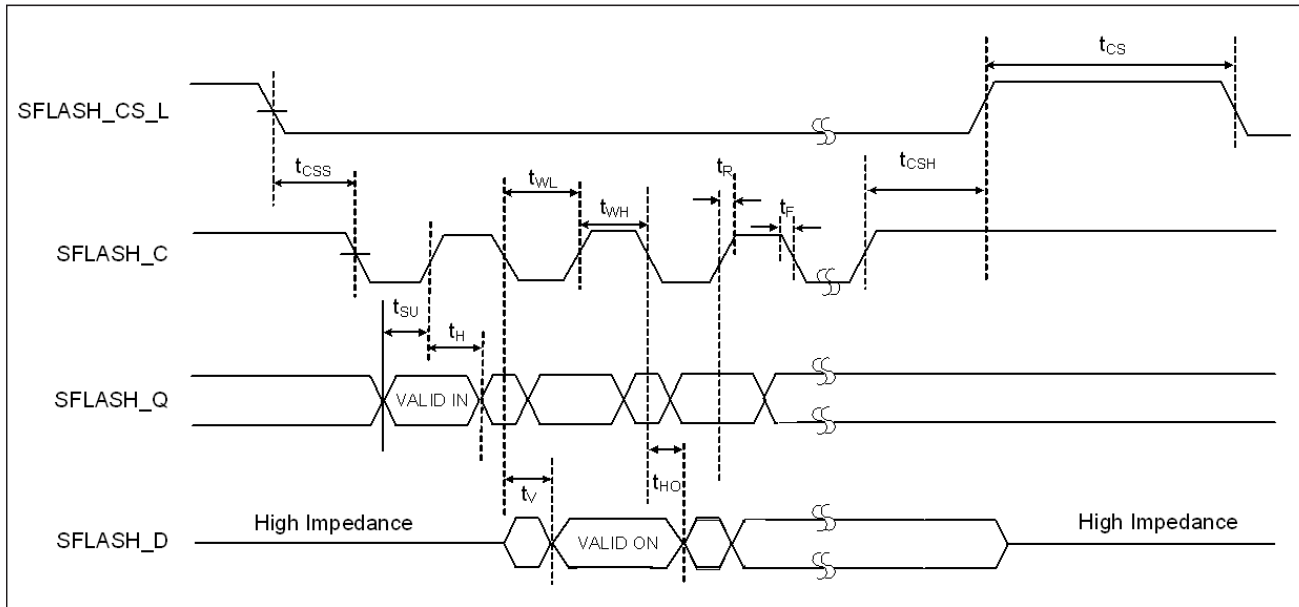 tCS
SFLASH_CS_L
tCSS
tWL
tWH
tR
tF
tCSH
SFLASH_C
tSU
tH
SFLASH_Q
VALID IN
tV
tHO
High Impedance
High Impedance
SFLASH_D
VALID ON